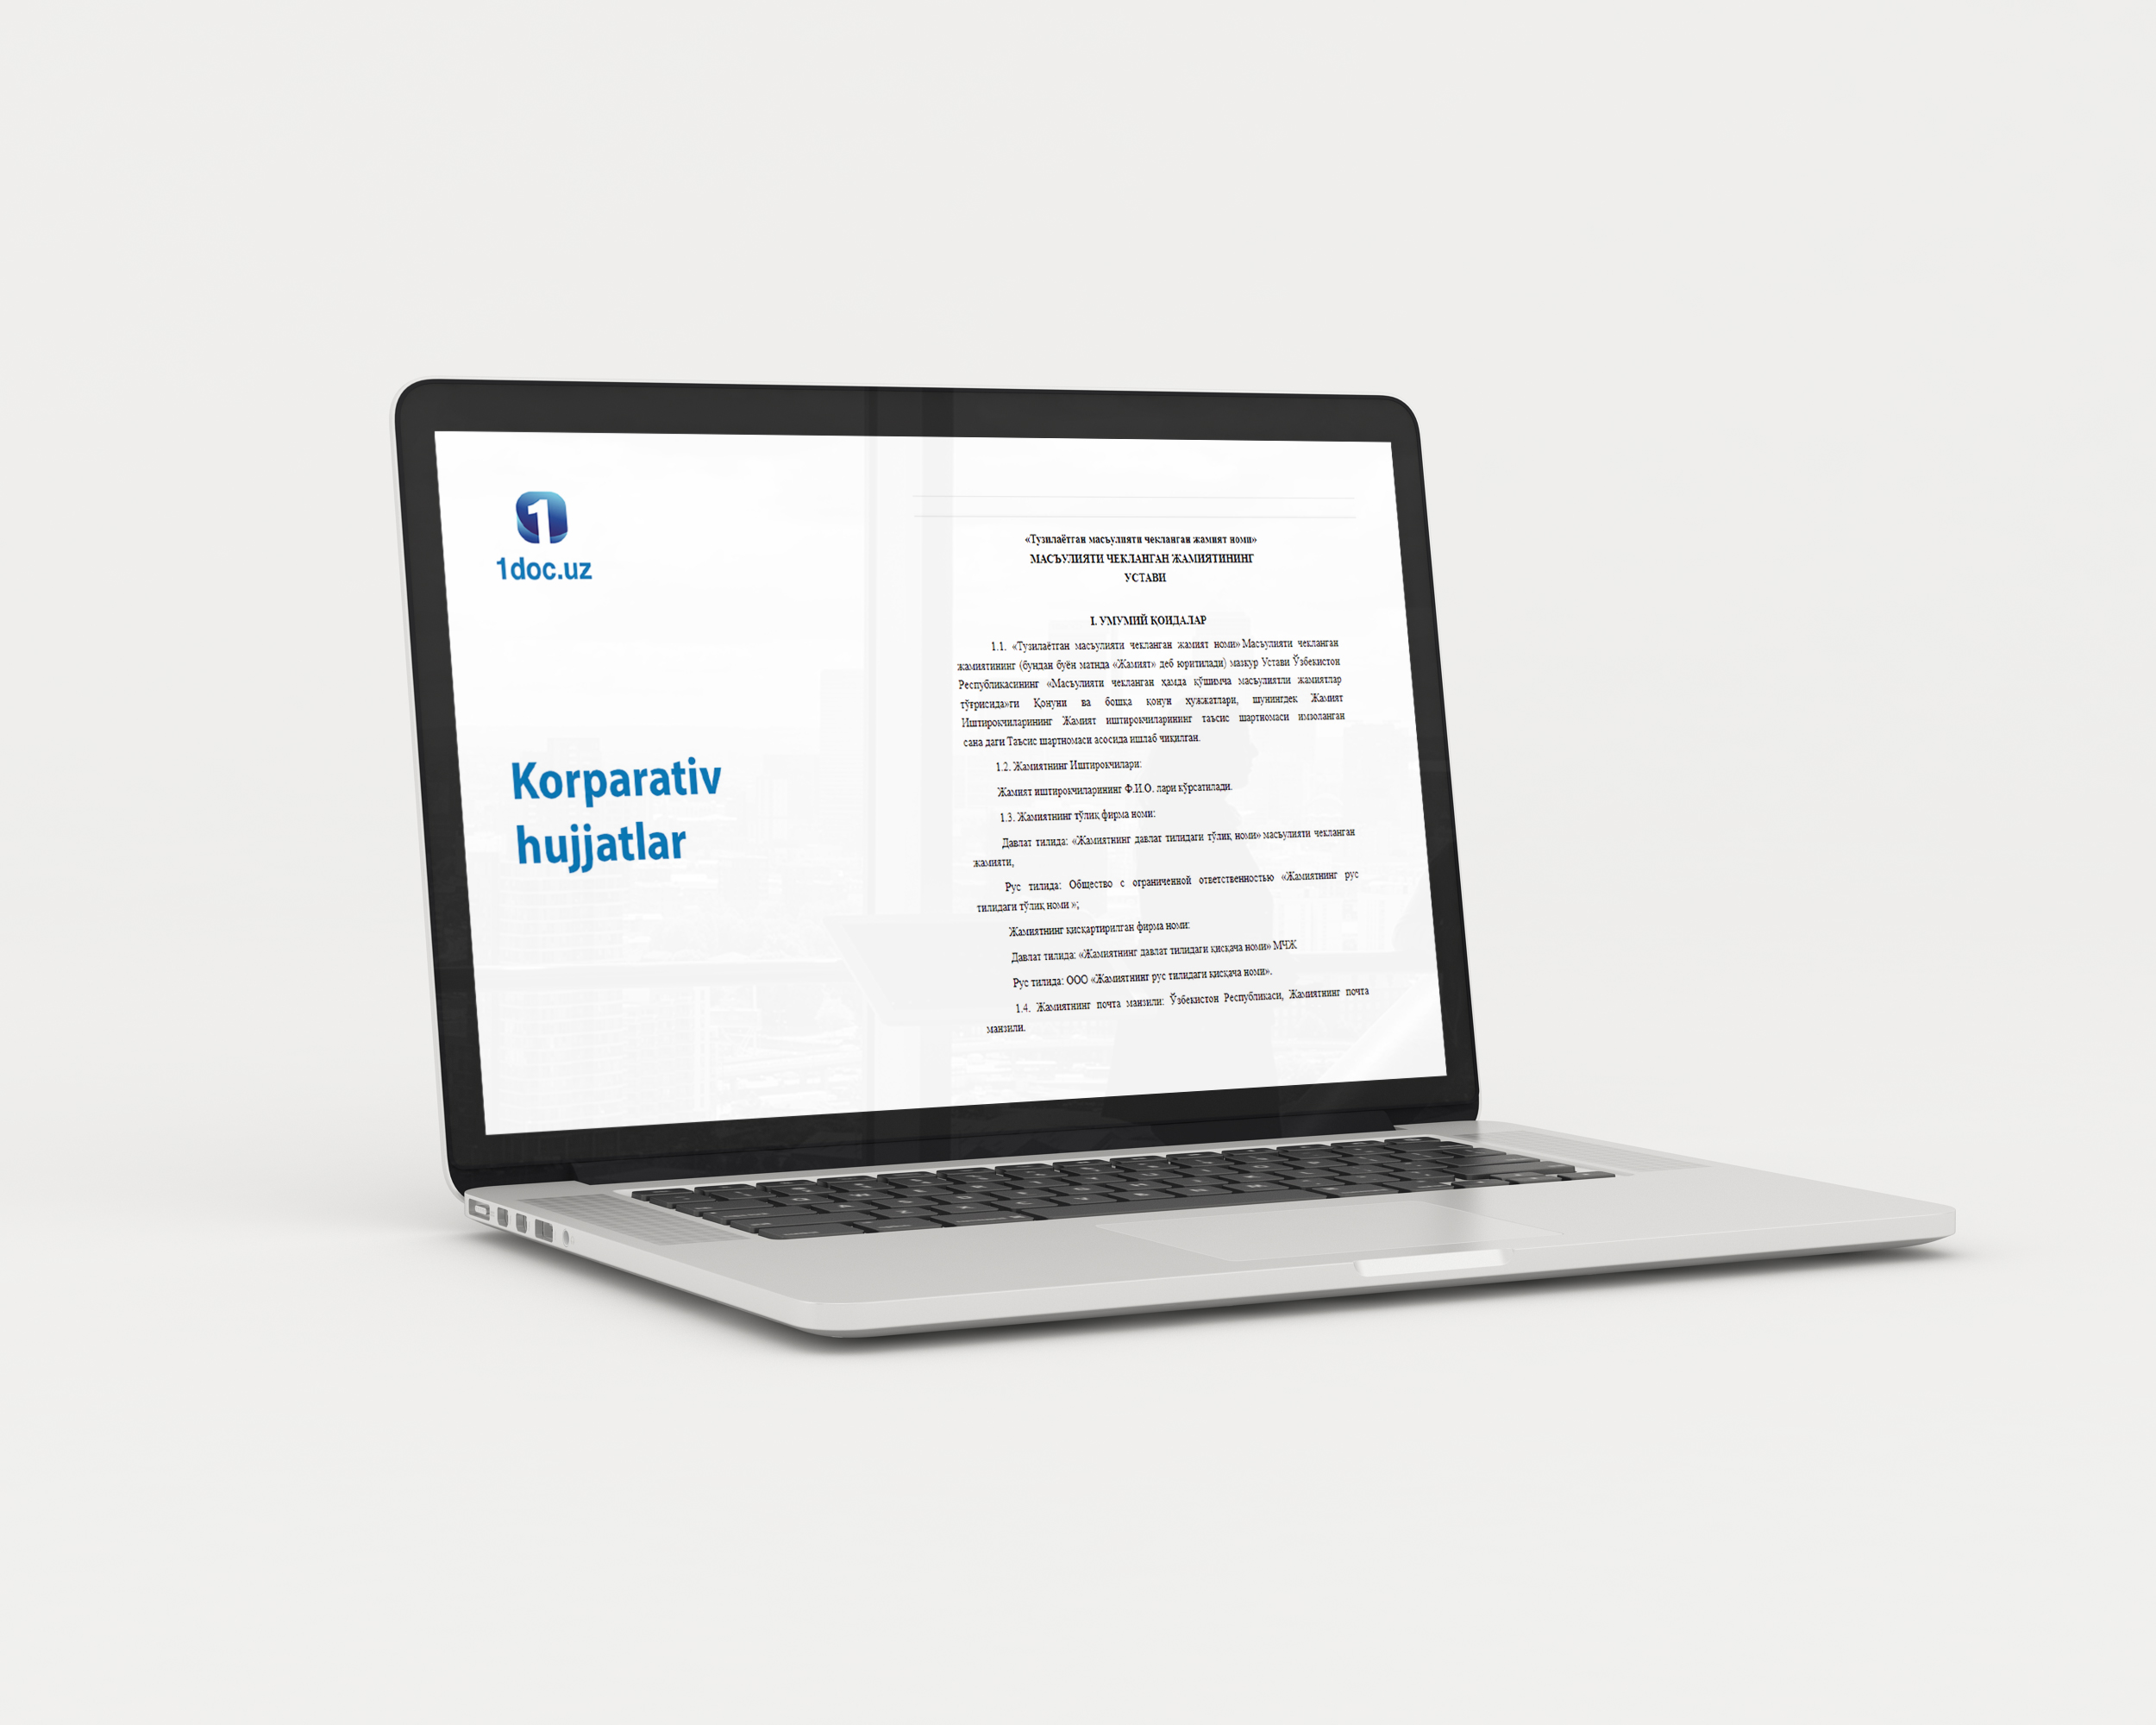 1
1doc.uz
Korparativ
hujjatlar
«Тузилаётган масъулияти чекланган жамият номи»
МАСЪУЛИЯТИ ЧЕКЛАНГАН ЖАМИЯТИНИНГ
УСТАВИ
I. УМУМИЙ ҚОИДАЛАР
1.1. «Тузилаётган масъулияти чекланган жамият номи» Масъулияти чекланган
жамиятининг (бундан буён матнда «Жамият» деб юритилади) мазкур Устави Ўзбекистон
Республикасининг «Масъулияти чекланган ҳамда қўшимча масъулиятли жамиятлар
тўғрисида»ги Қонуни ва бошқа қонун ҳужжатлари, шунингдек Жамият
Иштирокчиларининг Жамият иштирокчиларининг таъсис шартномаси имзоланган
сана даги Таъсис шартномаси асосида ишлаб чиқилган.
1.2. Жамиятнинг Иштирокчилари:
Жамият иштирокчиларининг Ф.И.О. лари кўрсатилади.
1.3. Жамиятнинг тўлиқ фирма номи:
Давлат тилида: «Жамиятнинг давлат тилидаги тўлиқ номи» масъулияти чекланган
жамияти,
Рус тилида: Общество с ограниченной ответственностью «Жамиятнинг рус
тилидаги тўлиқ номи »;
Жамиятнинг қисқартирилган фирма номи:
Давлат тилида: «Жамиятнинг давлат тилидаги қисқача номи» МЧЖ
Рус тилида: ООО «Жамиятнинг рус тилидаги қисқача номи».
1.4. Жамиятнинг почта манзили: Ўзбекистон Республикаси, Жамиятнинг почта
манзили.